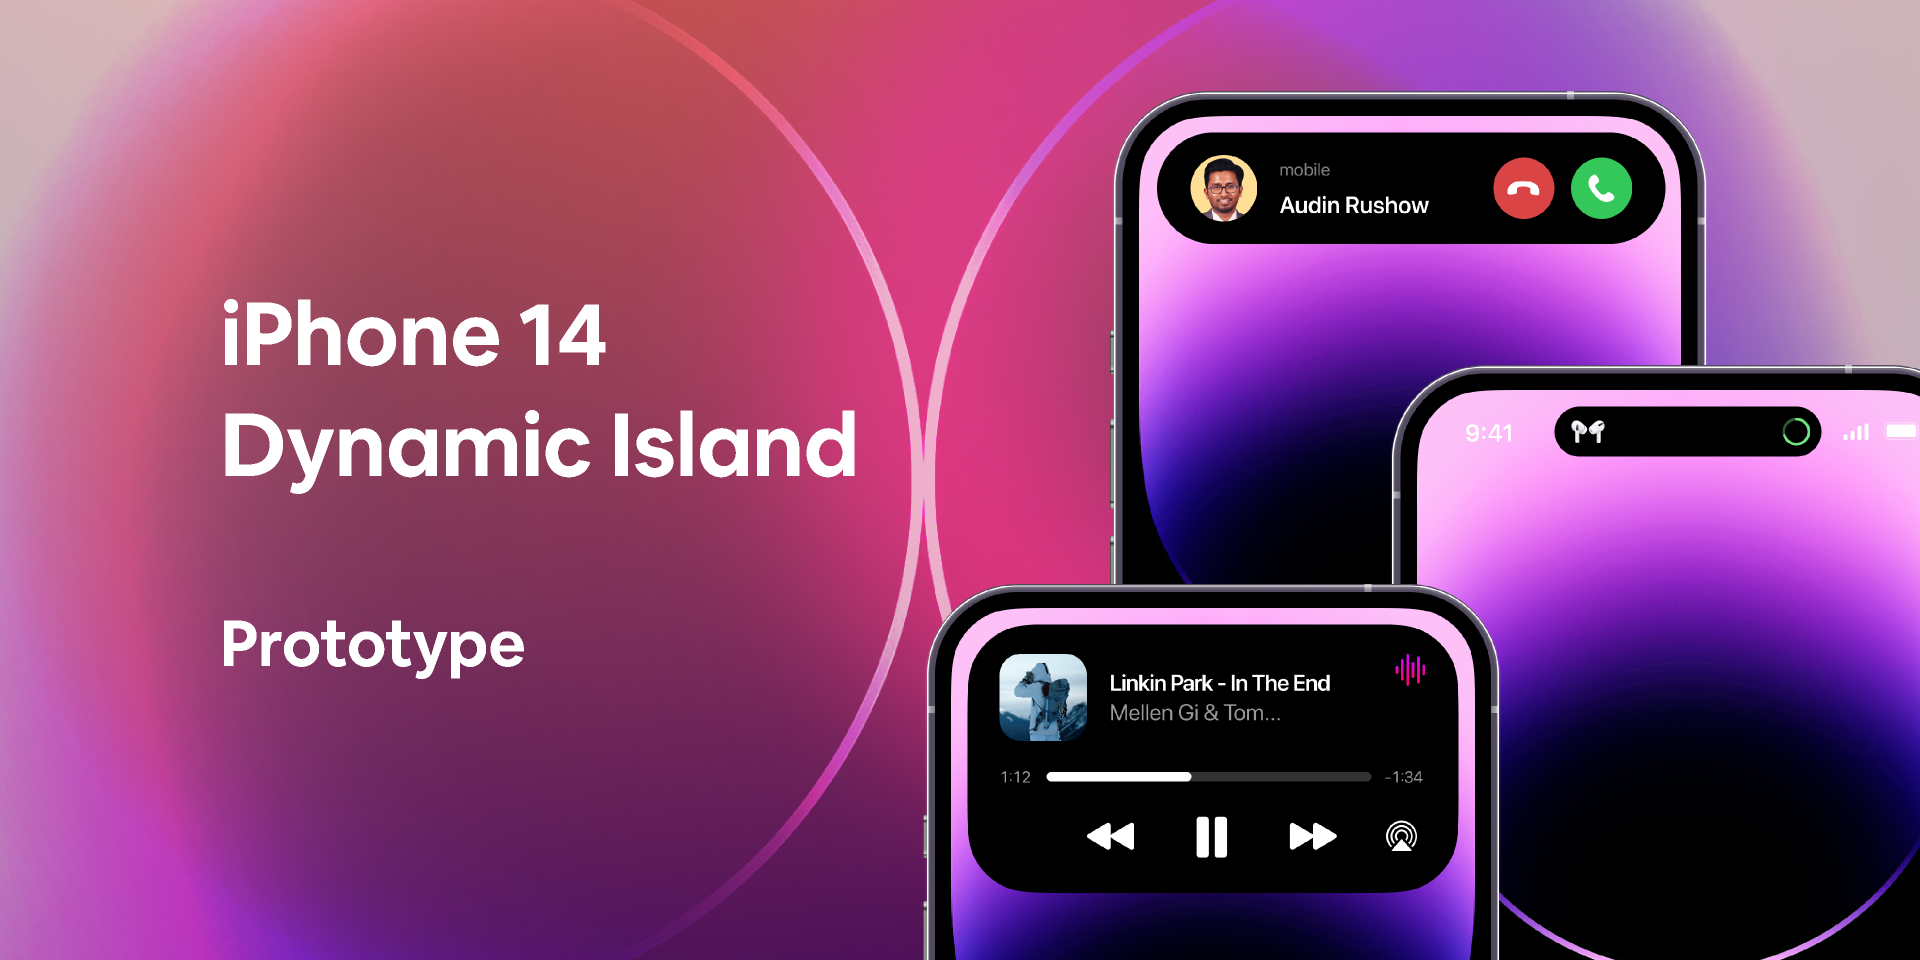 iPhone 14
Dynamic Island
Prototype
mobile
Audin Rushow
9:41
Linkin Park - In The End
Mellen Gi & Tom...
1:12
-1:34